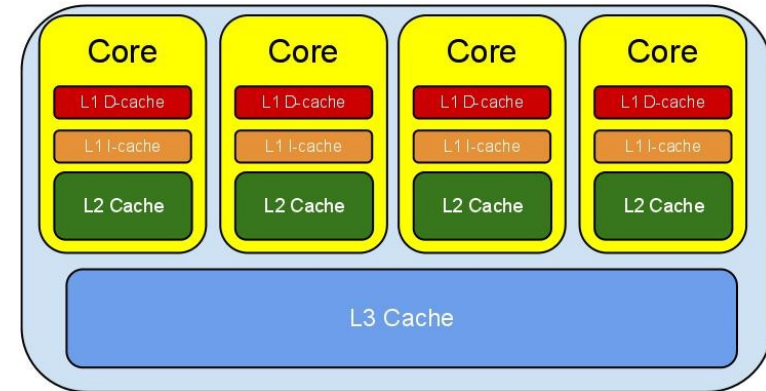 Core Core Core Core
L1 D-cache L1 D-cache L1 D-cache L1 D-cache
L1 I-cache L1 I-cache L1 I-cache L1 I-cache
L2 Cache L2 Cache L2 Cache L2 Cache
L3 Cache